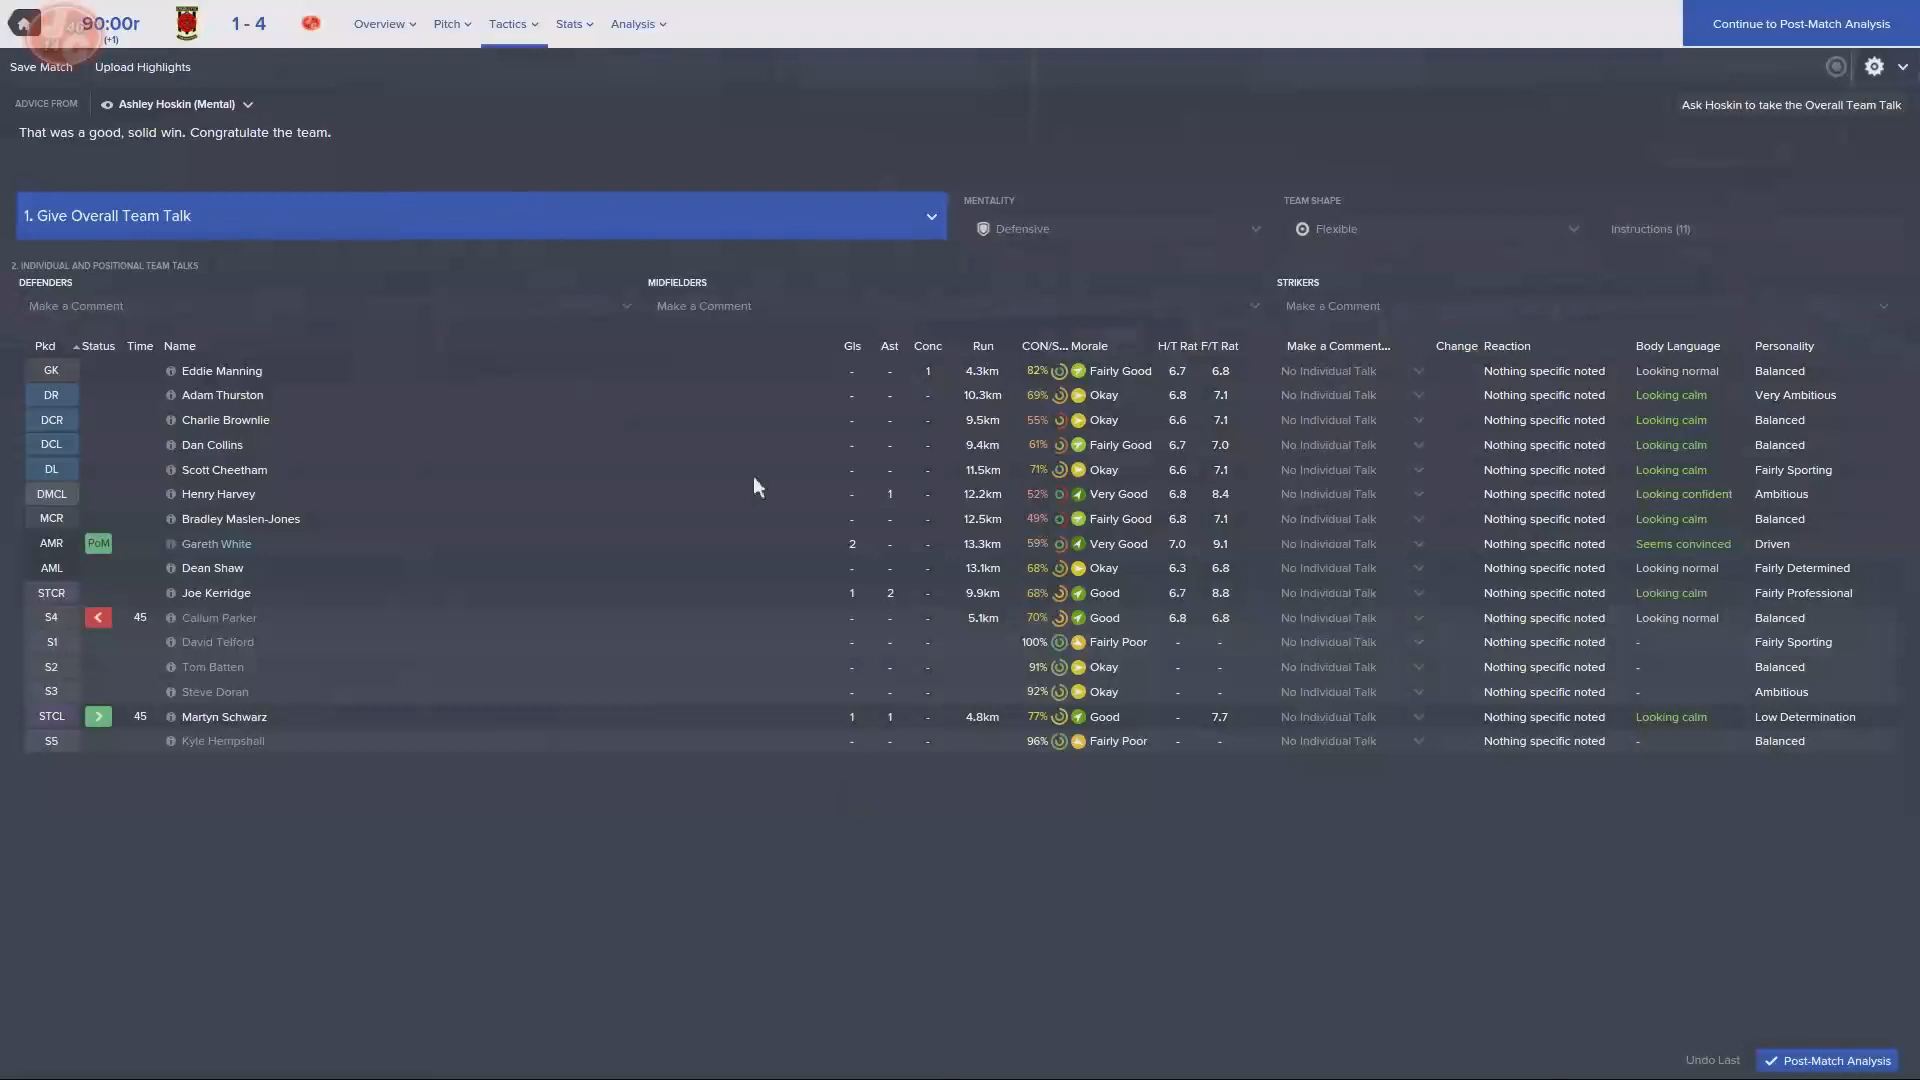 90:00r
(+1)
1 - 4
Overview
Pitch
Tactics
Stats
Analysis
Continue to Post-Match Analysis
Save Match
Upload Highlights
ADVICE FROM
Ashley Hoskin (Mental)
Ask Hoskin to take the Overall Team Talk
That was a good, solid win. Congratulate the team.
1. Give Overall Team Talk
MENTALITY
Defensive
TEAM SHAPE
Flexible
Instructions (11)
2. INDIVIDUAL AND POSITIONAL TEAM TALKS
DEFENDERS
Make a Comment
MIDFIELDERS
Make a Comment
STRIKERS
Make a Comment
Pkd Status Time Name Gls Ast Conc Run CON/S... Morale H/T Rat F/T Rat Make a Comment... Change Reaction Body Language Personality
GK Eddie Manning - - 1 4.3km 82% Fairly Good 6.7 6.8 No Individual Talk Nothing specific noted Looking normal Balanced
DR Adam Thurston - - - 10.3km 69% Okay 6.8 7.1 No Individual Talk Nothing specific noted Looking calm Very Ambitious
DCR Charlie Brownlie - - - 9.5km 55% Okay 6.6 7.1 No Individual Talk Nothing specific noted Looking calm Balanced
DCL Dan Collins - - - 9.4km 61% Fairly Good 6.7 7.0 No Individual Talk Nothing specific noted Looking calm Balanced
DL Scott Cheetham - - - 11.5km 71% Okay 6.6 7.1 No Individual Talk Nothing specific noted Looking calm Fairly Sporting
DMCL Henry Harvey - 1 - 12.2km 52% Very Good 6.8 8.4 No Individual Talk Nothing specific noted Looking confident Ambitious
MCR Bradley Maslen-Jones - - - 12.5km 49% Fairly Good 6.8 7.1 No Individual Talk Nothing specific noted Looking calm Balanced
AMR PoM Gareth White 2 - - 13.3km 59% Very Good 7.0 9.1 No Individual Talk Nothing specific noted Seems convinced Driven
AML Dean Shaw - - - 13.1km 68% Okay 6.3 6.8 No Individual Talk Nothing specific noted Looking normal Fairly Determined
STCR Joe Kerridge 1 2 - 9.9km 68% Good 6.7 8.8 No Individual Talk Nothing specific noted Looking calm Fairly Professional
S4 45 Callum Parker - - - 5.1km 70% Good 6.8 6.8 No Individual Talk Nothing specific noted Looking normal Balanced
S1 David Telford - - - 100% Fairly Poor - - No Individual Talk Nothing specific noted - Fairly Sporting
S2 Tom Batten - - - 91% Okay - - No Individual Talk Nothing specific noted - Balanced
S3 Steve Doran - - - 92% Okay - - No Individual Talk Nothing specific noted - Ambitious
STCL 45 Martyn Schwarz 1 1 - 4.8km 77% Good - 7.7 No Individual Talk Nothing specific noted Looking calm Low Determination
S5 Kyle Hempshall - - - 96% Fairly Poor - - No Individual Talk Nothing specific noted - Balanced
Undo Last
Post-Match Analysis